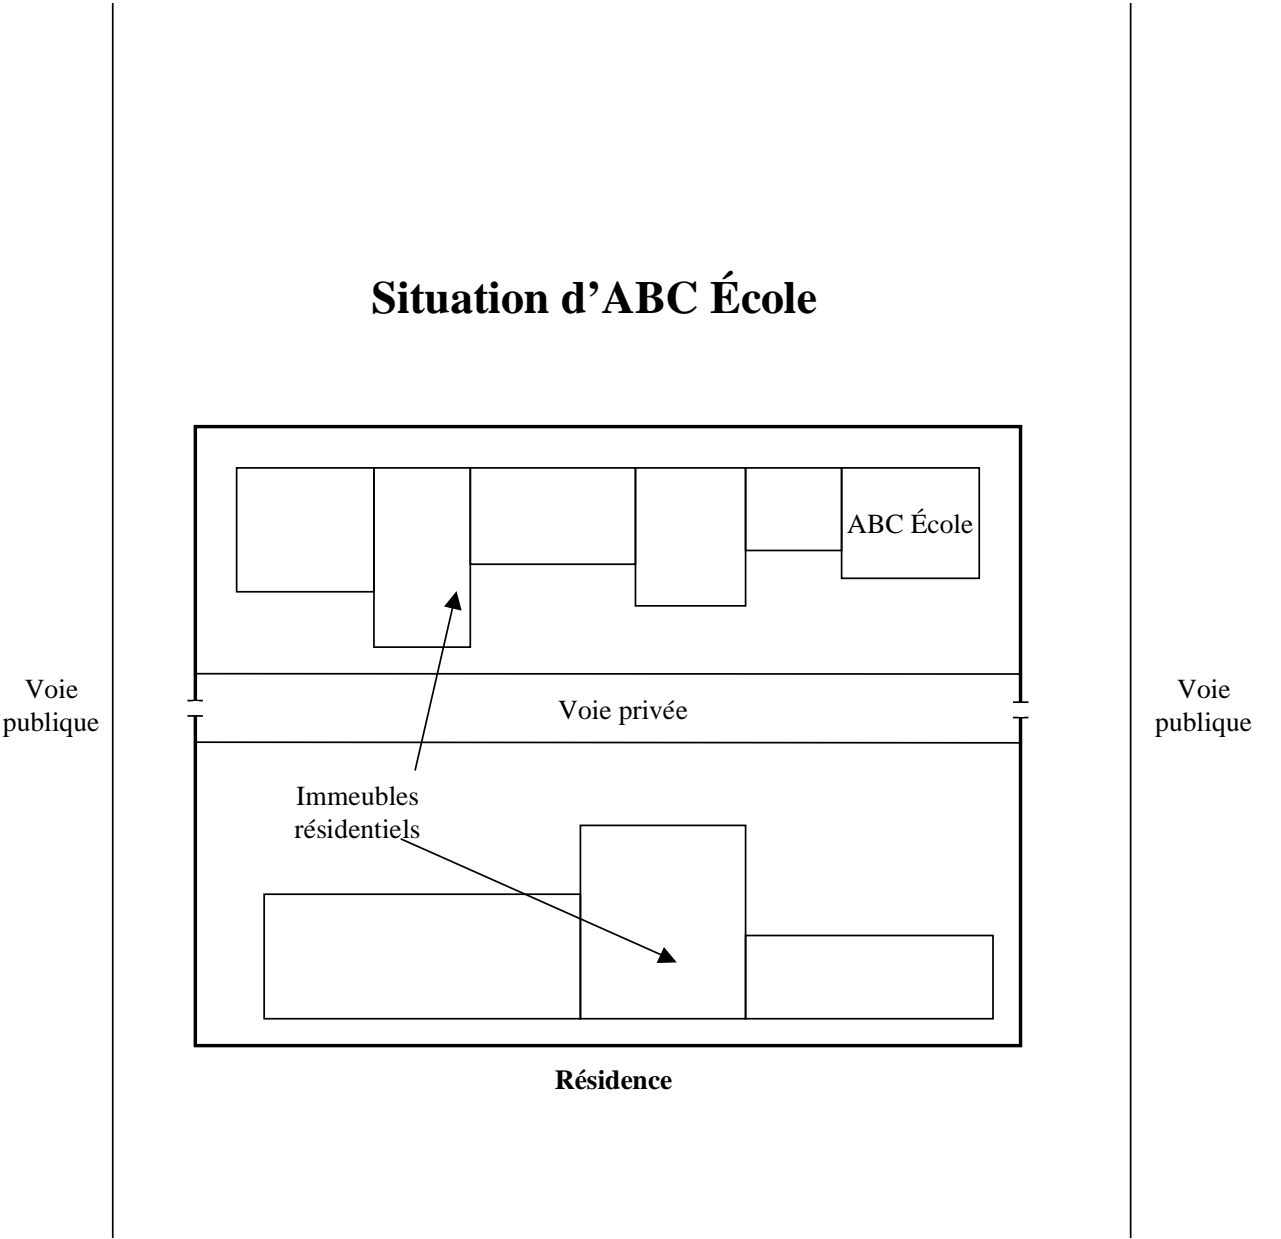 Situation d’ABC École
ABC École
Voie
publique
Voie privée
Voie
publique
Immeubles
résidentiels
Résidence